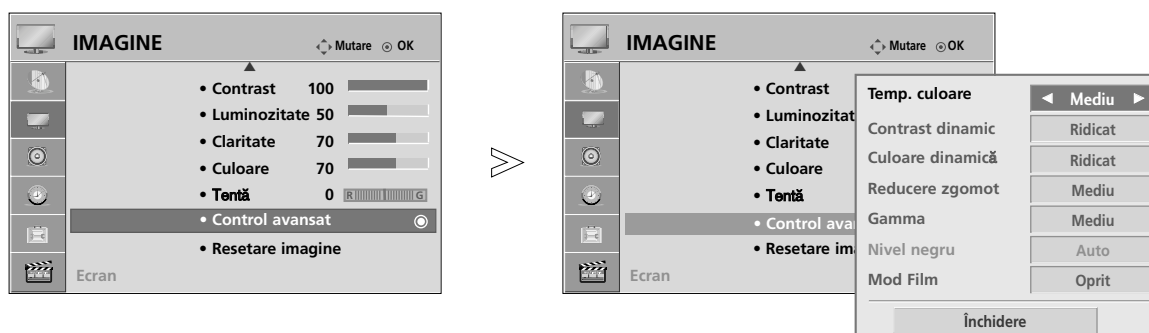 IMAGINE Mutare OK
• Contrast 100
• Luminozitate 50
• Claritate 70
• Culoare 70
• Tentă 0 R G
• Control avansat
• Resetare imagine
Ecran
IMAGINE Mutare OK
• Contrast
• Luminozitat
• Claritate
• Culoare
• Tentă
• Control ava
• Resetare im
Ecran
Temp. culoare ◄ Mediu ►
Contrast dinamic Ridicat
Culoare dinamică Ridicat
Reducere zgomot Mediu
Gamma Mediu
Nivel negru Auto
Mod Film Oprit
Închidere